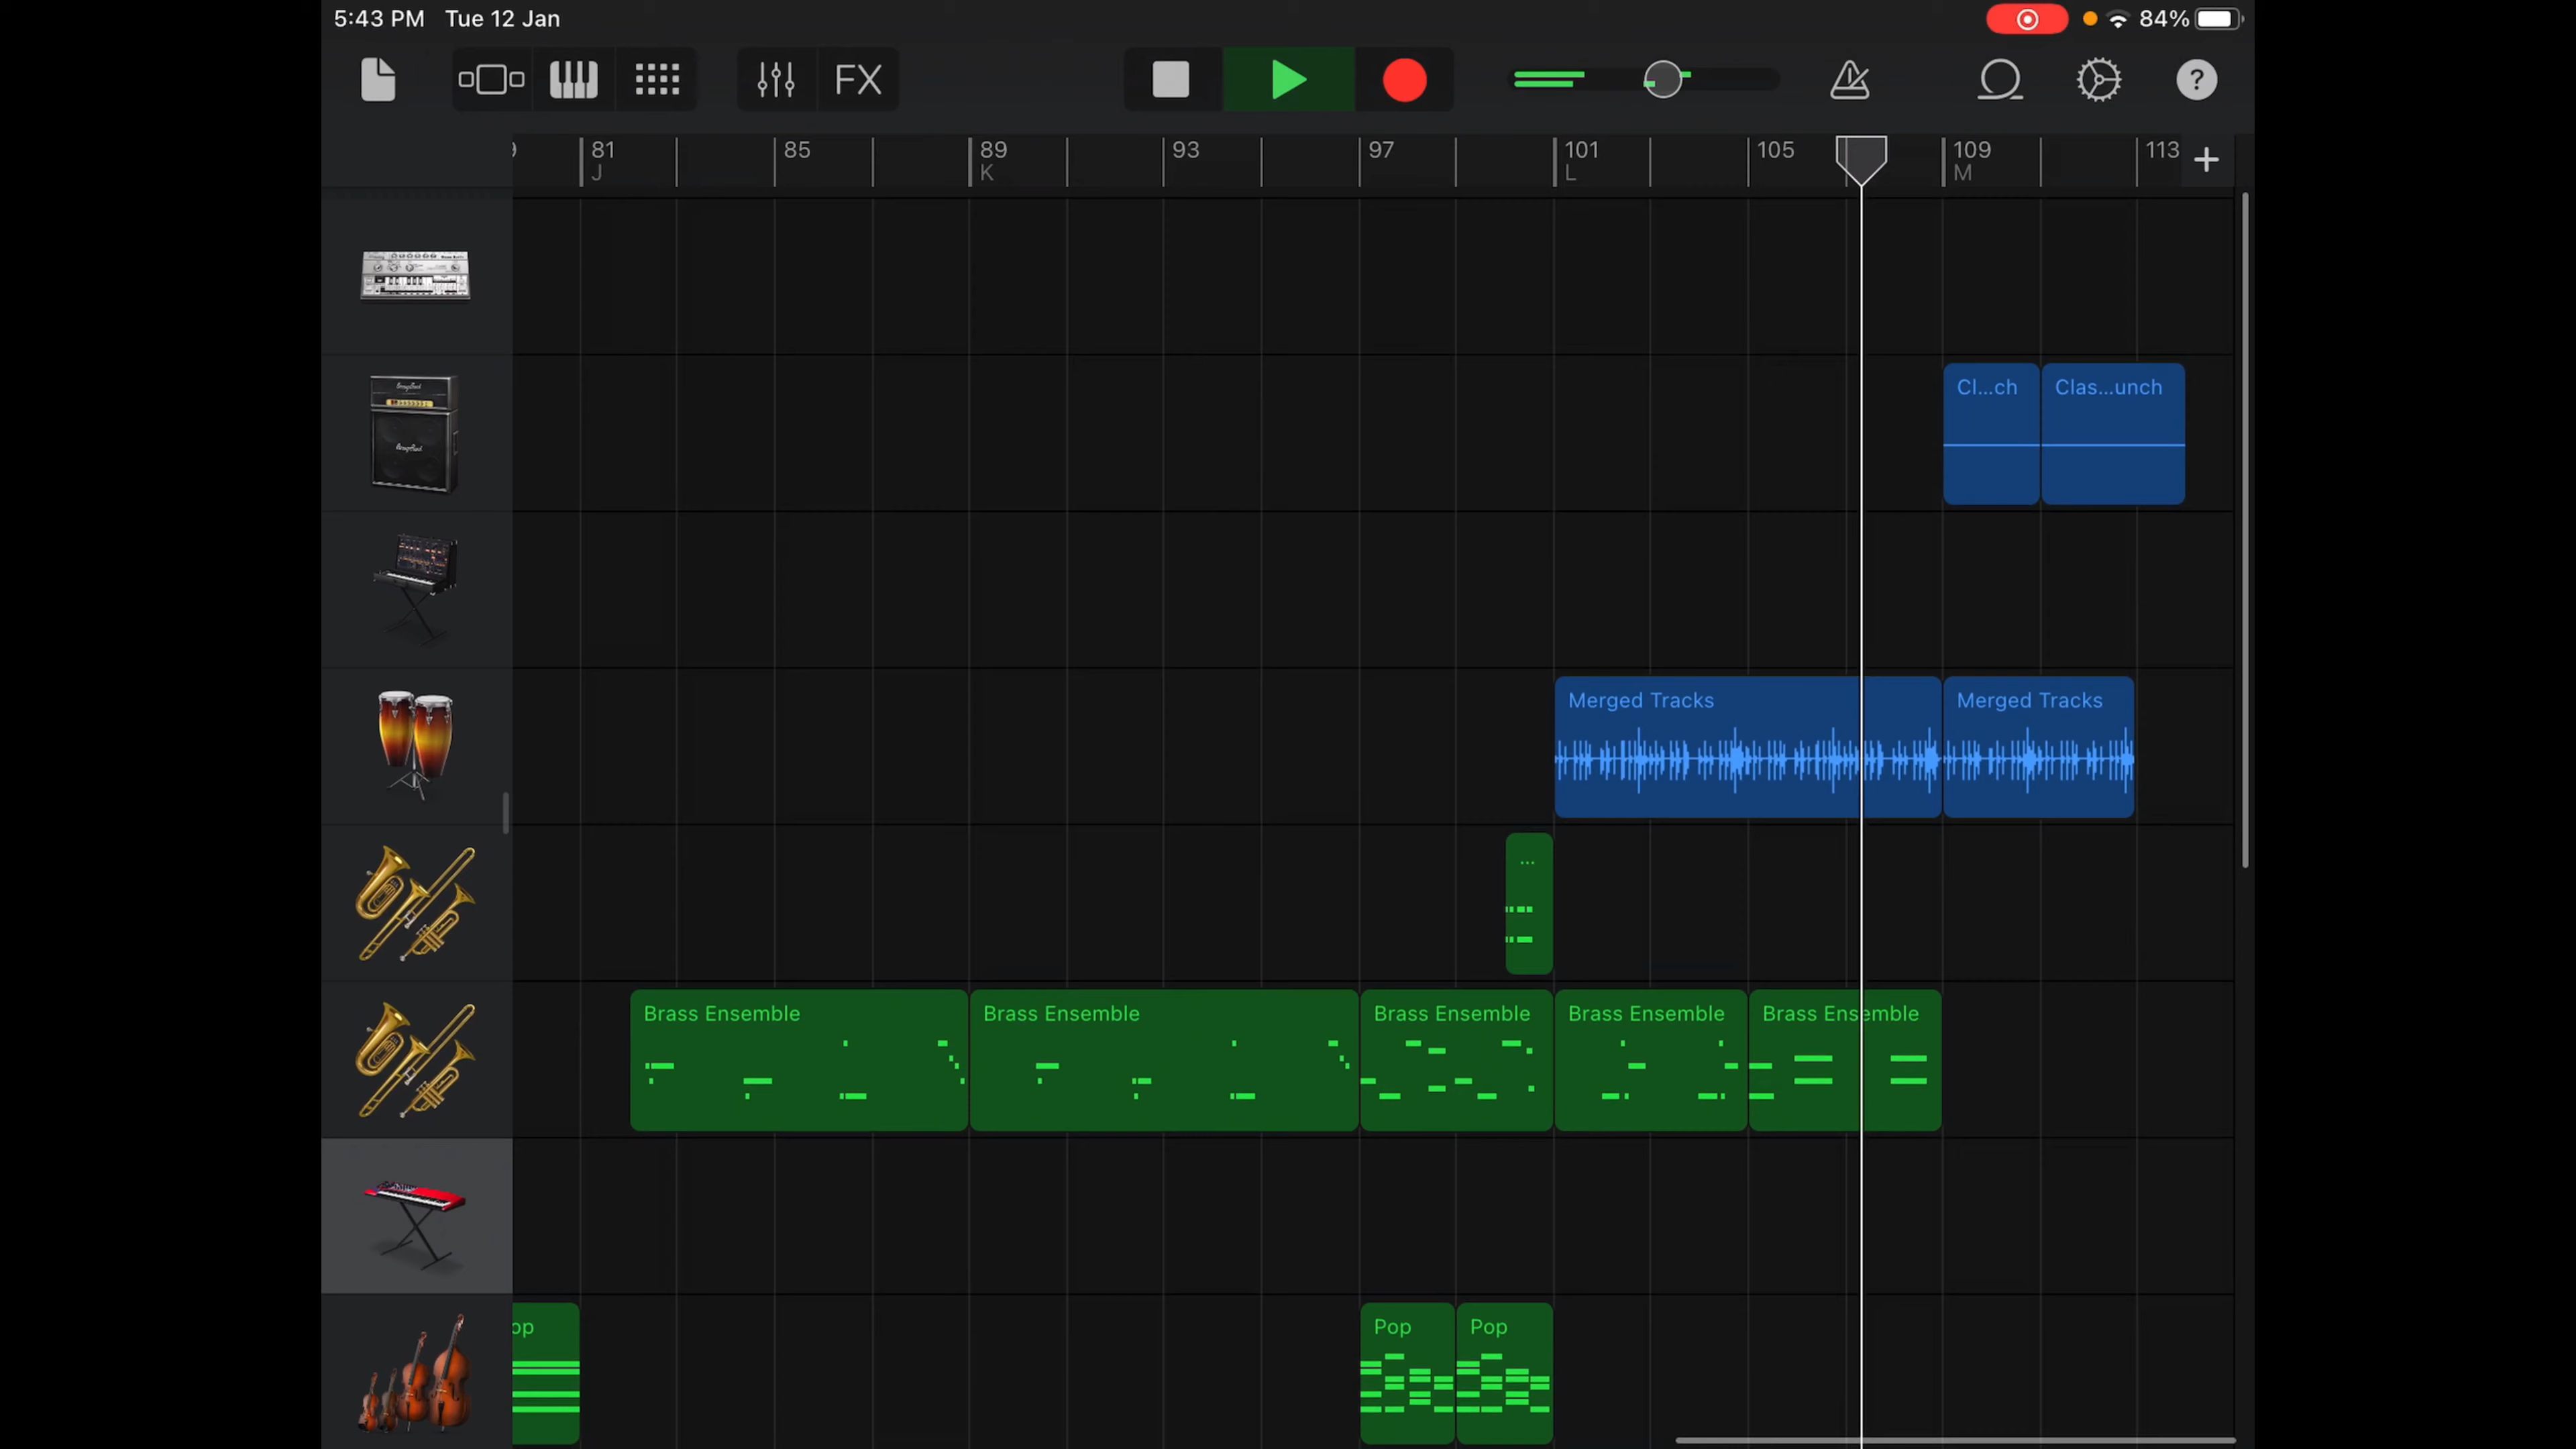 5:43 PM Tue 12 Jan
84%
FX
?
81
85
89
93
97
101
105
109
113
+
J
K
L
M
Cl...ch
Clas...unch
Merged Tracks
Merged Tracks
...
Brass Ensemble
Brass Ensemble
Brass Ensemble
Brass Ensemble
Brass Ensemble
op
Pop
Pop